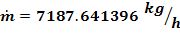 ṁ = 7187.641396 kg/h